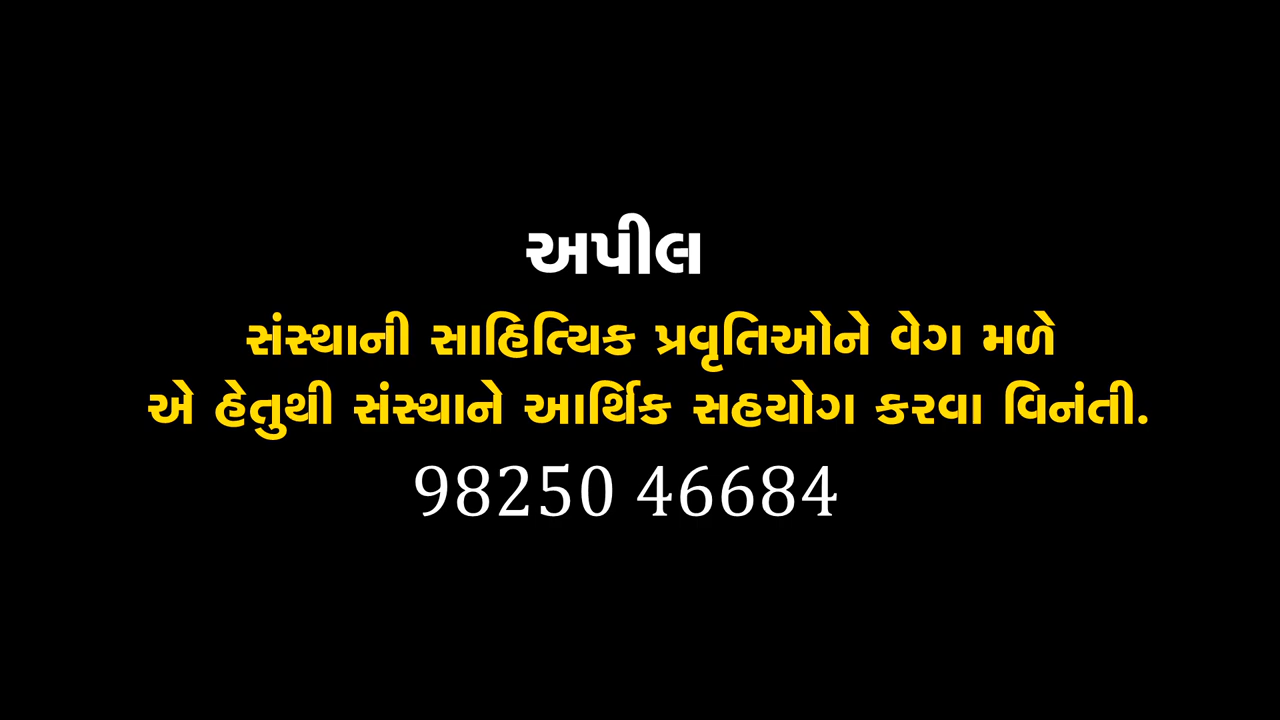 અપીલ
સંસ્થાની સાહિત્યિક પ્રવૃતિઓને વેગ મળે
એ હેતુથી સંસ્થાને આર્થિક સહયોગ કરવા વિનંતી.
98250 46684